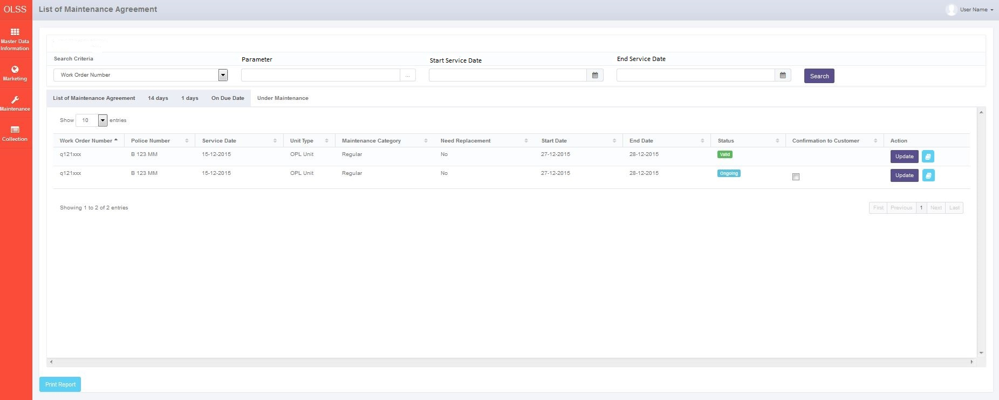 OLSS
List of Maintenance Agreement
User Name
Master Data
Information
Marketing
Maintenance
Collection
Search Criteria
Parameter
Start Service Date
End Service Date
Work Order Number
...
Search
List of Maintenance Agreement 14 days 1 days On Due Date Under Maintenance
Show 10 entries
Work Order Number Police Number Service Date Unit Type Maintenance Category Need Replacement Start Date End Date Status Confirmation to Customer Action
q121xxx B 123 MM 15-12-2015 OPL Unit Regular No 27-12-2015 28-12-2015 Valid Update
q121xxx B 123 MM 15-12-2015 OPL Unit Regular No 27-12-2015 28-12-2015 Ongoing Update
Showing 1 to 2 of 2 entries
First Previous 1 Next Last
Print Report